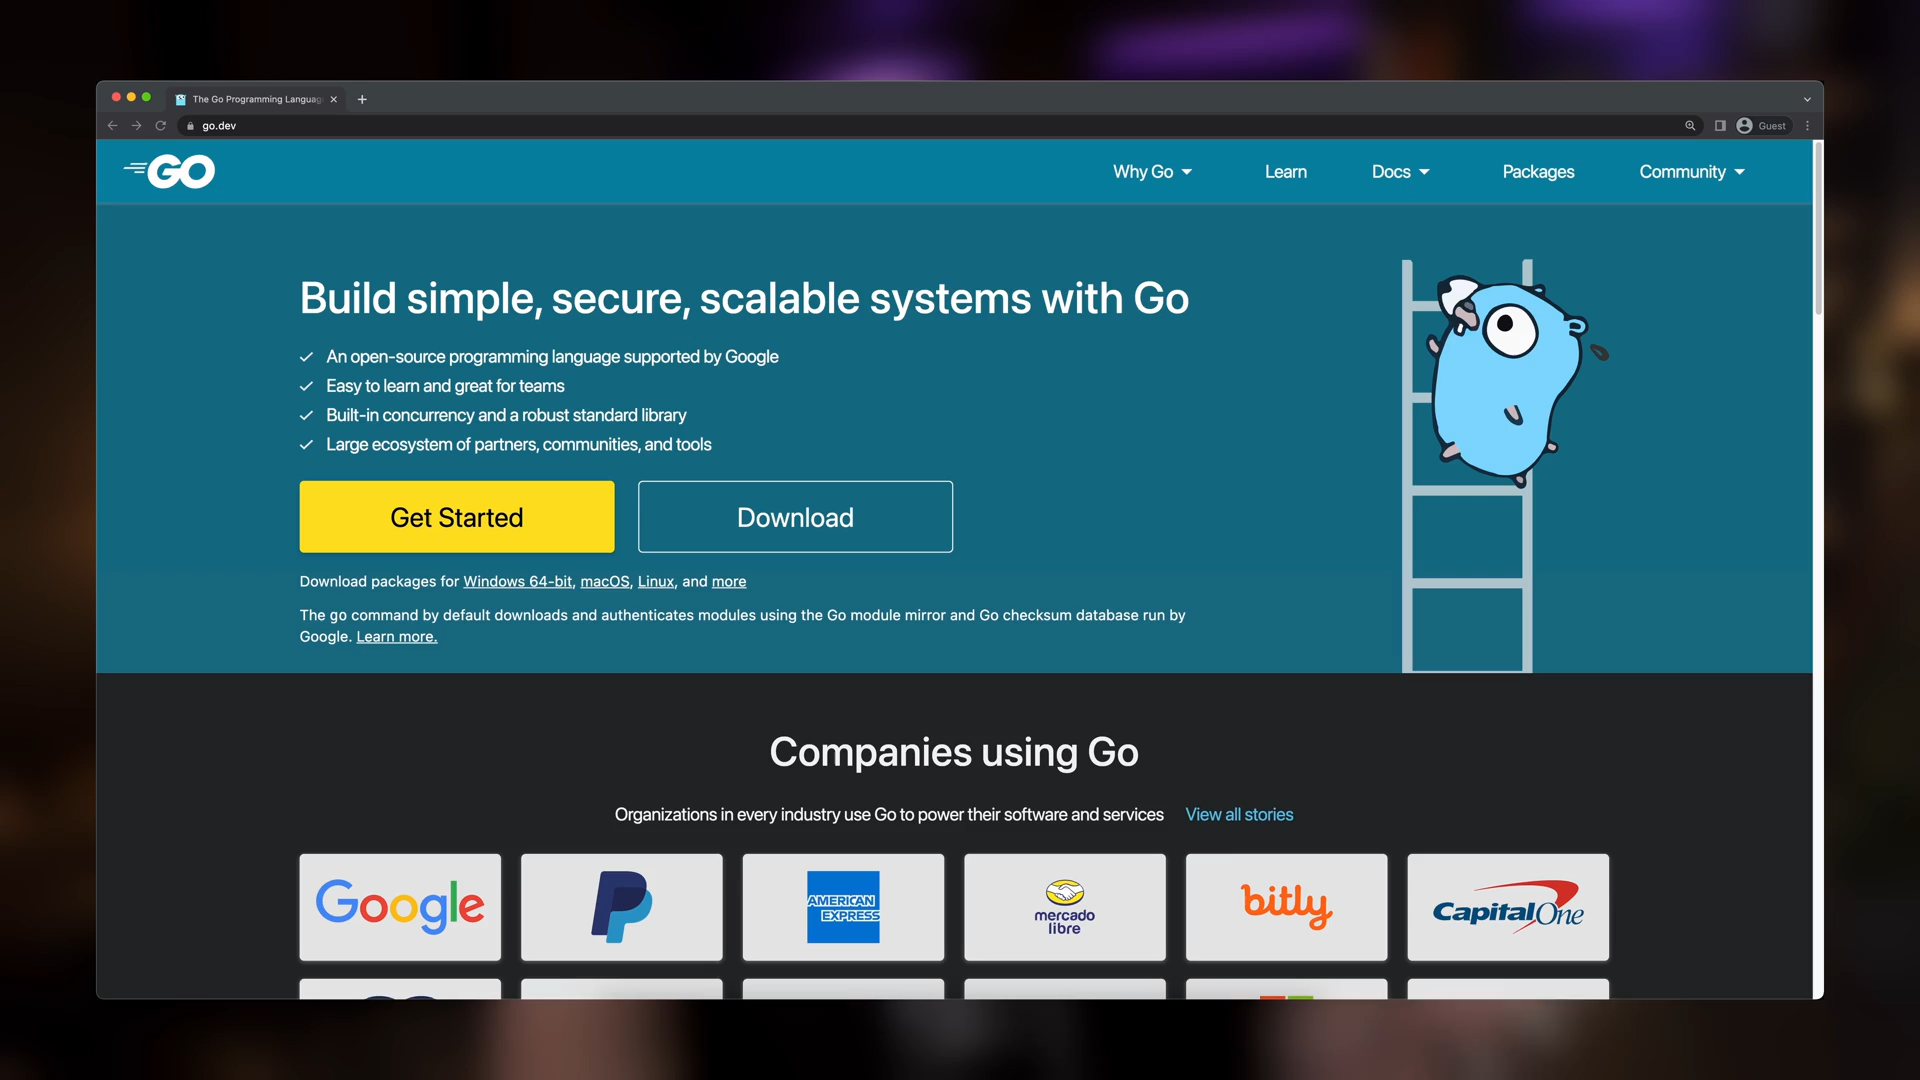 The Go Programming Languag
go.dev
Guest
GO
Why Go
Learn
Docs
Packages
Community
Build simple, secure, scalable systems with Go
An open-source programming language supported by Google
Easy to learn and great for teams
Built-in concurrency and a robust standard library
Large ecosystem of partners, communities, and tools
Get Started
Download
Download packages for Windows 64-bit, macOS, Linux, and more
The go command by default downloads and authenticates modules using the Go module mirror and Go checksum database run by
Google. Learn more.
Companies using Go
Organizations in every industry use Go to power their software and services
View all stories
Google
AMERICAN
EXPRESS
mercado
libre
bitly
CapitalOne